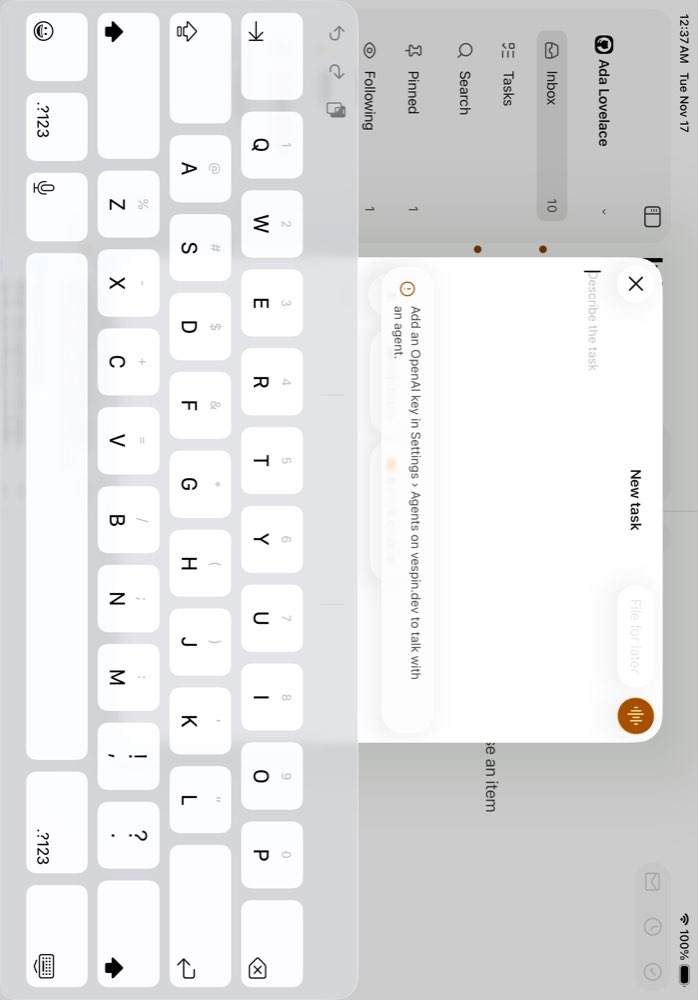 12:37 AM Tue Nov 17
100%
Ada Lovelace
Inbox 10
Tasks
Search
Pinned 1
Following 1
New task
File for later
Describe the task
se an item
Add an OpenAI key in Settings › Agents on vespin.dev to talk with
an agent.
1 2 3 4 5 6 7 8 9 0
Q W E R T Y U I O P
@ # $ & * ( ) ' "
A S D F G H J K L
% - + = / ; : ! ?
Z X C V B N M , .
.?123 .?123